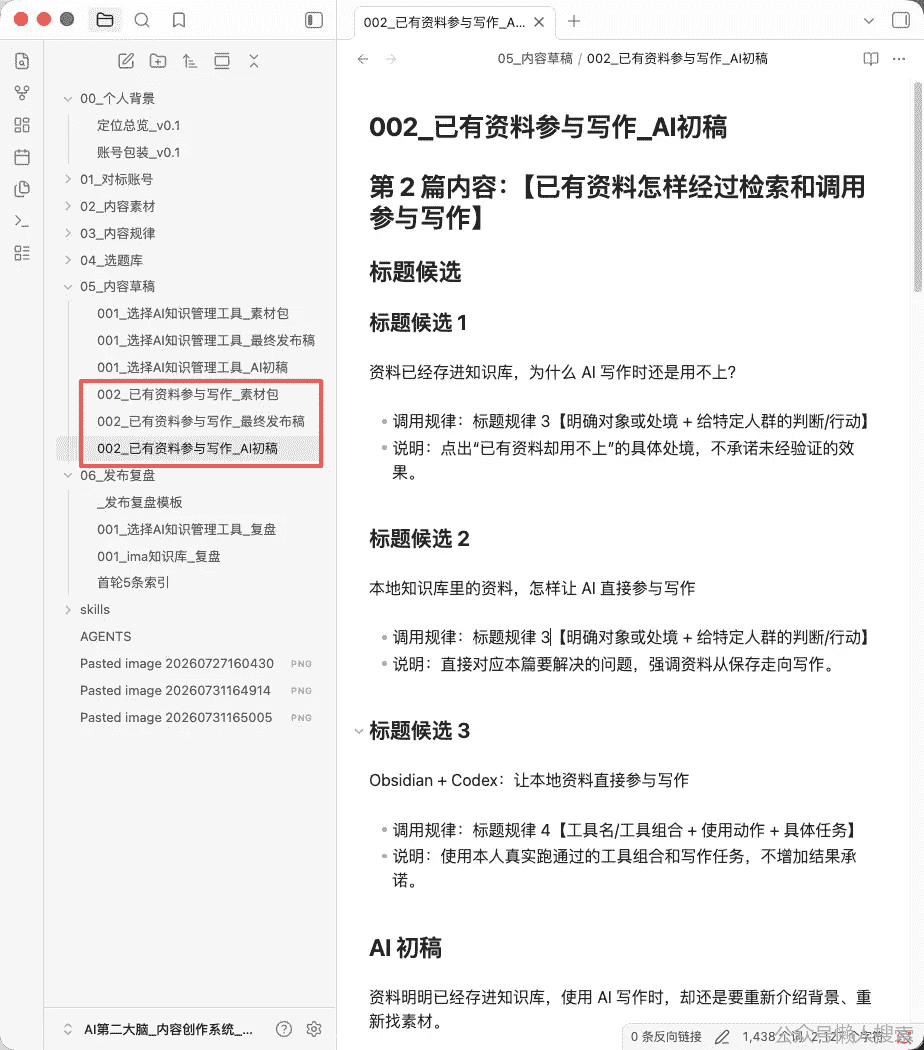 002_已有资料参与写作_A...
05_内容草稿 / 002_已有资料参与写作_AI初稿
00_个人背景
定位总览_v0.1
账号包装_v0.1
01_对标账号
02_内容素材
03_内容规律
04_选题库
05_内容草稿
001_选择AI知识管理工具_素材包
001_选择AI知识管理工具_最终发布稿
001_选择AI知识管理工具_AI初稿
002_已有资料参与写作_素材包
002_已有资料参与写作_最终发布稿
002_已有资料参与写作_AI初稿
06_发布复盘
_发布复盘模板
001_选择AI知识管理工具_复盘
001_ima知识库_复盘
首轮5条索引
skills
AGENTS
Pasted image 20260727160430 PNG
Pasted image 20260731164914 PNG
Pasted image 20260731165005 PNG
AI第二大脑_内容创作系统_...
002_已有资料参与写作_AI初稿
第 2 篇内容：【已有资料怎样经过检索和调用
参与写作】
标题候选
标题候选 1
资料已经存进知识库，为什么 AI 写作时还是用不上？
调用规律：标题规律 3【明确对象或处境 + 给特定人群的判断/行动】
说明：点出“已有资料却用不上”的具体处境，不承诺未经验证的效
果。
标题候选 2
本地知识库里的资料，怎样让 AI 直接参与写作
调用规律：标题规律 3【明确对象或处境 + 给特定人群的判断/行动】
说明：直接对应本篇要解决的问题，强调资料从保存走向写作。
标题候选 3
Obsidian + Codex：让本地资料直接参与写作
调用规律：标题规律 4【工具名/工具组合 + 使用动作 + 具体任务】
说明：使用本人真实跑通过的工具组合和写作任务，不增加结果承
诺。
AI 初稿
资料明明已经存进知识库，使用 AI 写作时，却还是要重新介绍背景、重
新找素材。
0 条反向链接 1,438 个词 个字符
公众号懒人搜索